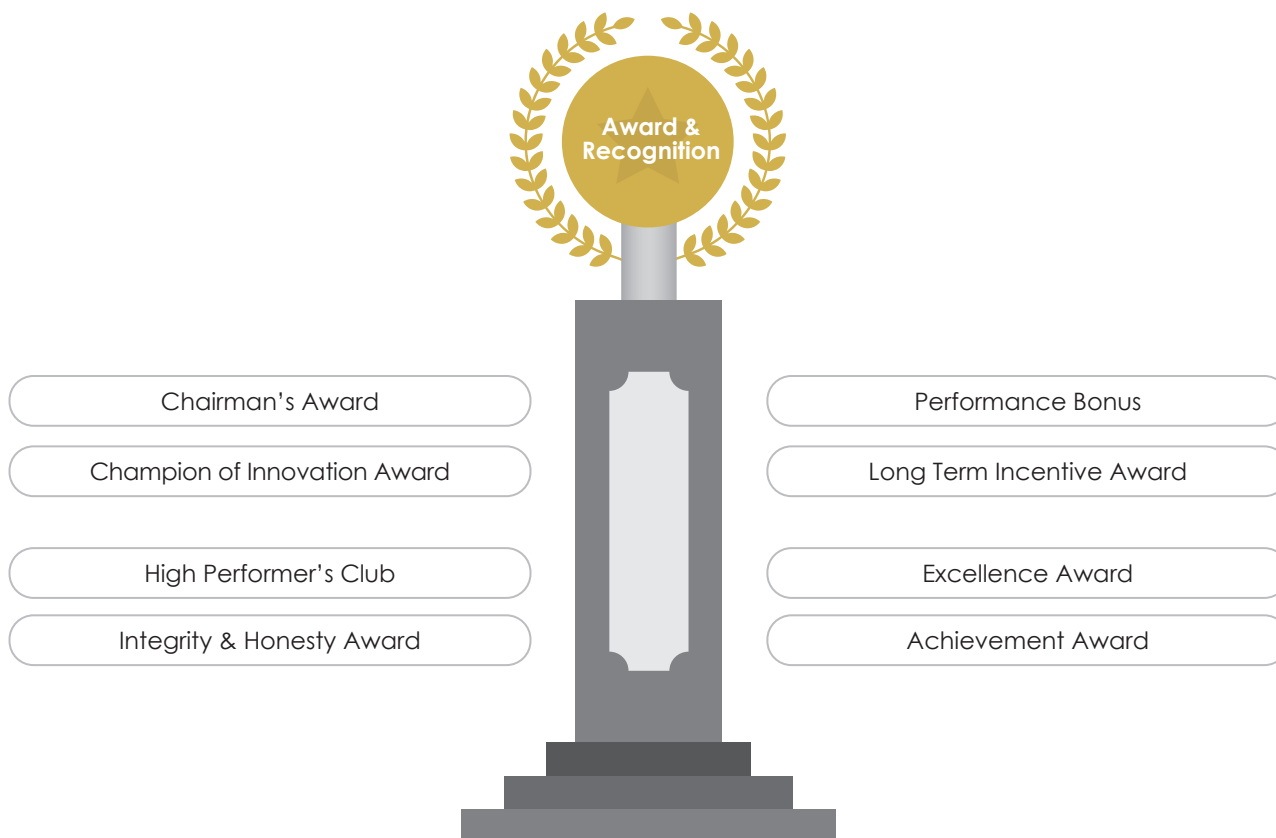 Award &
Recognition
Chairman’s Award
Champion of Innovation Award
High Performer’s Club
Integrity & Honesty Award
Performance Bonus
Long Term Incentive Award
Excellence Award
Achievement Award